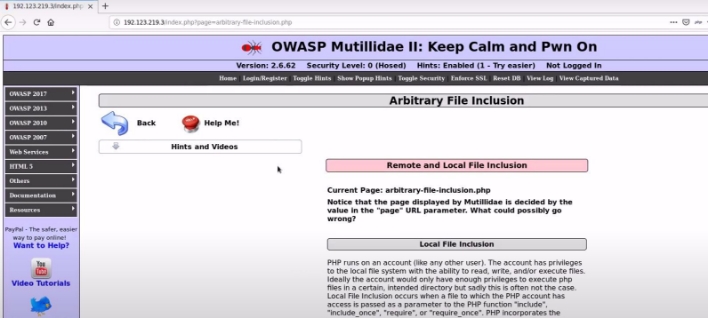 192.123.219.3/index.php
192.123.219.3/index.php?page=arbitrary-file-inclusion.php
OWASP Mutillidae II: Keep Calm and Pwn On
Version: 2.6.62 Security Level: 0 (Hosed) Hints: Enabled (1 - Try easier) Not Logged In
Home Login/Register Toggle Hints Show Popup Hints Toggle Security Enforce SSL Reset DB View Log View Captured Data
OWASP 2017
OWASP 2013
OWASP 2010
OWASP 2007
Web Services
HTML 5
Others
Documentation
Resources
PayPal - The safer, easier
way to pay online!
Want to Help?
You
Tube
Video Tutorials
Arbitrary File Inclusion
Back
Help Me!
Hints and Videos
Remote and Local File Inclusion
Current Page: arbitrary-file-inclusion.php
Notice that the page displayed by Mutillidae is decided by the
value in the "page" URL parameter. What could possibly go
wrong?
Local File Inclusion
PHP runs on an account (like any other user). The account has privileges
to the local file system with the ability to read, write, and/or execute files.
Ideally the account would only have enough privileges to execute php
files in a certain, intended directory but sadly this is often not the case.
Local File Inclusion occurs when a file to which the PHP account has
access is passed as a parameter to the PHP function "include",
"include_once", "require", or "require_once". PHP incorporates the